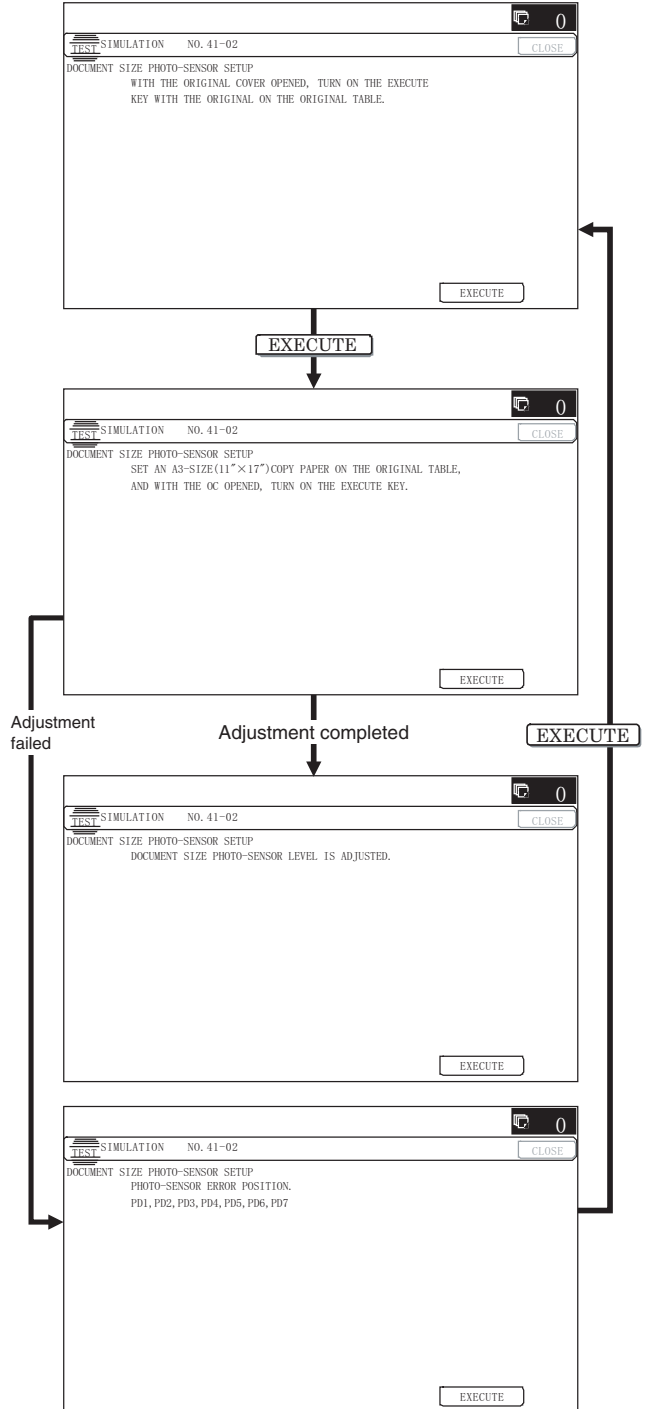 0
TEST SIMULATION NO. 41-02 CLOSE
DOCUMENT SIZE PHOTO-SENSOR SETUP
WITH THE ORIGINAL COVER OPENED, TURN ON THE EXECUTE
KEY WITH THE ORIGINAL ON THE ORIGINAL TABLE.
EXECUTE
EXECUTE
0
TEST SIMULATION NO. 41-02 CLOSE
DOCUMENT SIZE PHOTO-SENSOR SETUP
SET AN A3-SIZE(11″×17″)COPY PAPER ON THE ORIGINAL TABLE,
AND WITH THE OC OPENED, TURN ON THE EXECUTE KEY.
EXECUTE
Adjustment
failed
Adjustment completed
EXECUTE
0
TEST SIMULATION NO. 41-02 CLOSE
DOCUMENT SIZE PHOTO-SENSOR SETUP
DOCUMENT SIZE PHOTO-SENSOR LEVEL IS ADJUSTED.
EXECUTE
0
TEST SIMULATION NO. 41-02 CLOSE
DOCUMENT SIZE PHOTO-SENSOR SETUP
PHOTO-SENSOR ERROR POSITION.
PD1, PD2, PD3, PD4, PD5, PD6, PD7
EXECUTE